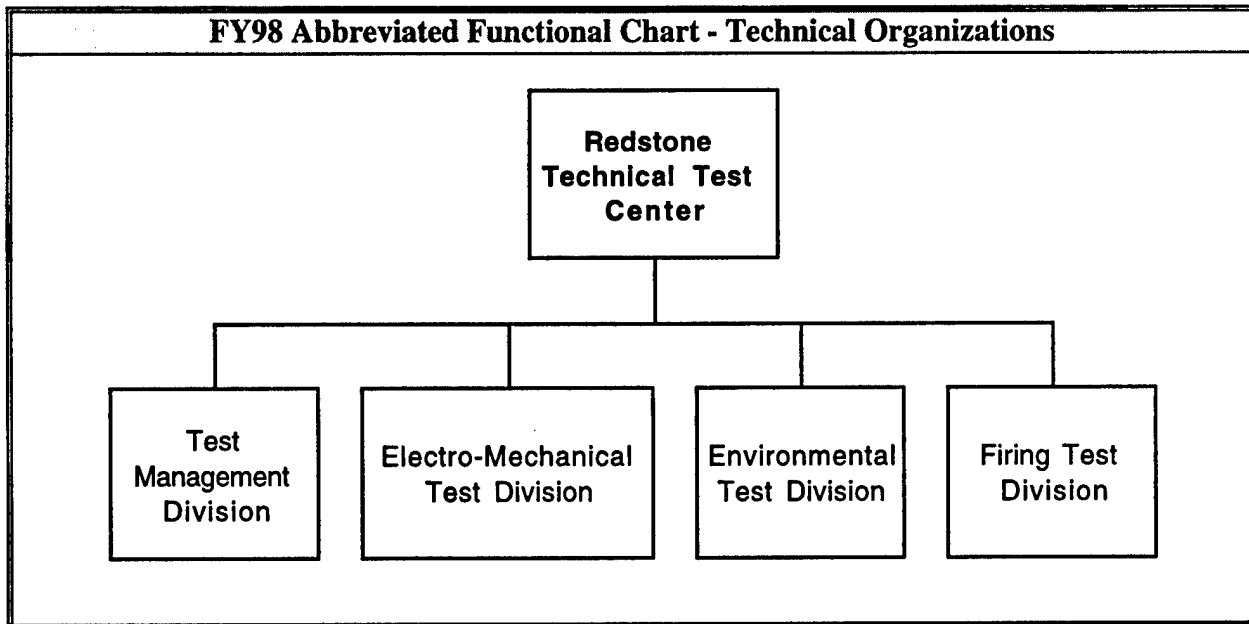 FY98 Abbreviated Functional Chart - Technical Organizations
Redstone
Technical Test
Center
Test
Management
Division
Electro-Mechanical
Test Division
Environmental
Test Division
Firing Test
Division